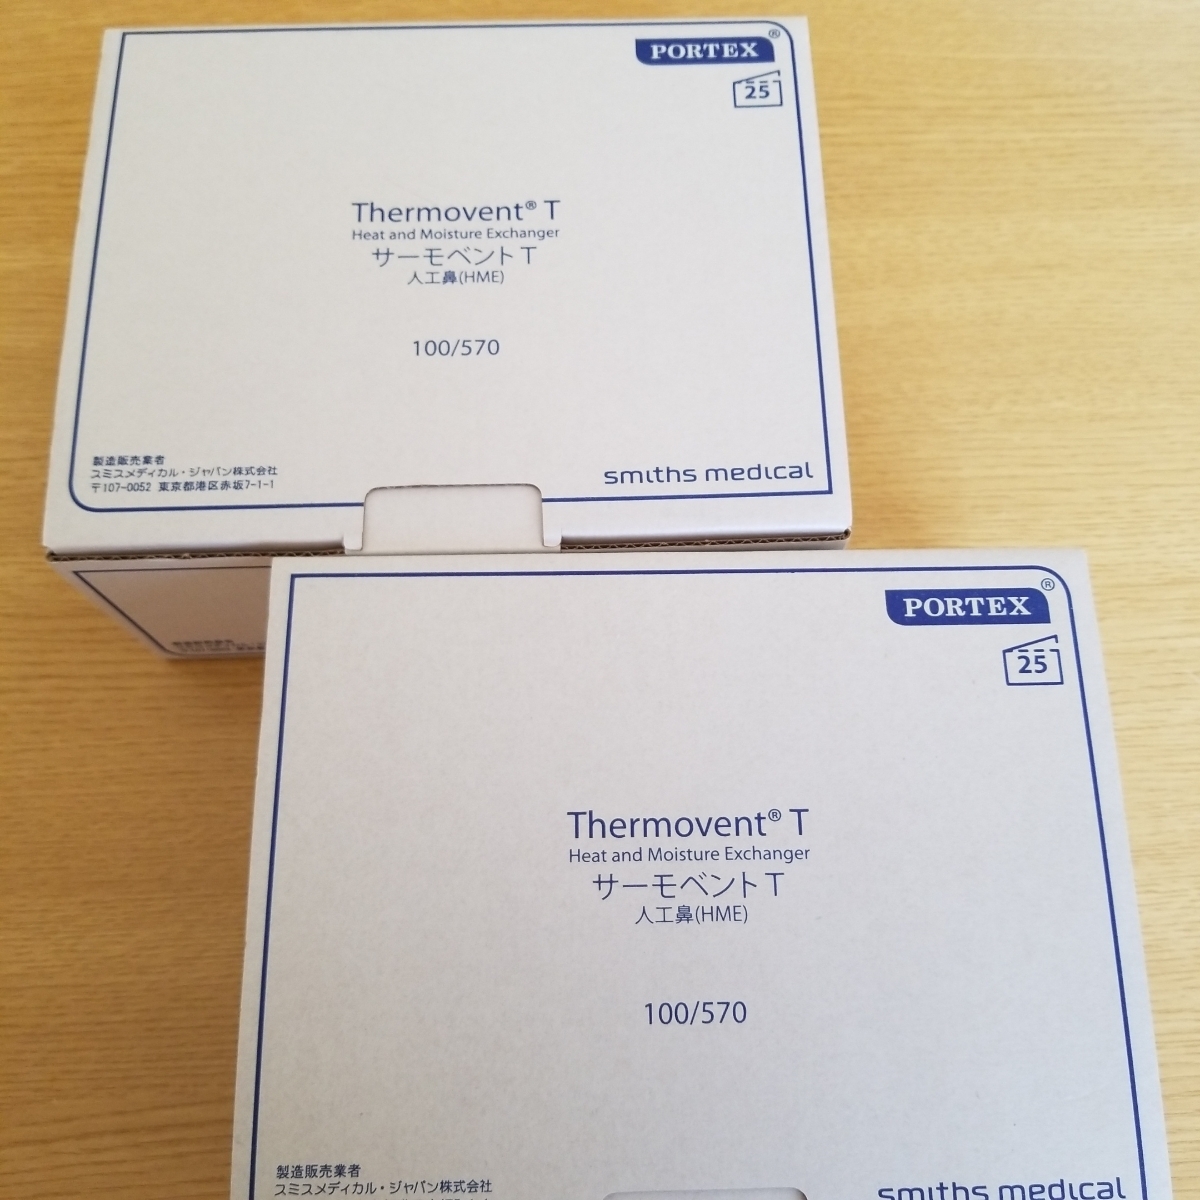 PORTEX®
25
Thermovent® T
Heat and Moisture Exchanger
サーモベントT
人工鼻(HME)
100/570
製造販売業者
スミスメディカル・ジャパン株式会社
〒107-0052 東京都港区赤坂7-1-1
smiths medical
PORTEX®
25
Thermovent® T
Heat and Moisture Exchanger
サーモベントT
人工鼻(HME)
100/570
製造販売業者
スミスメディカル・ジャパン株式会社
smiths medical